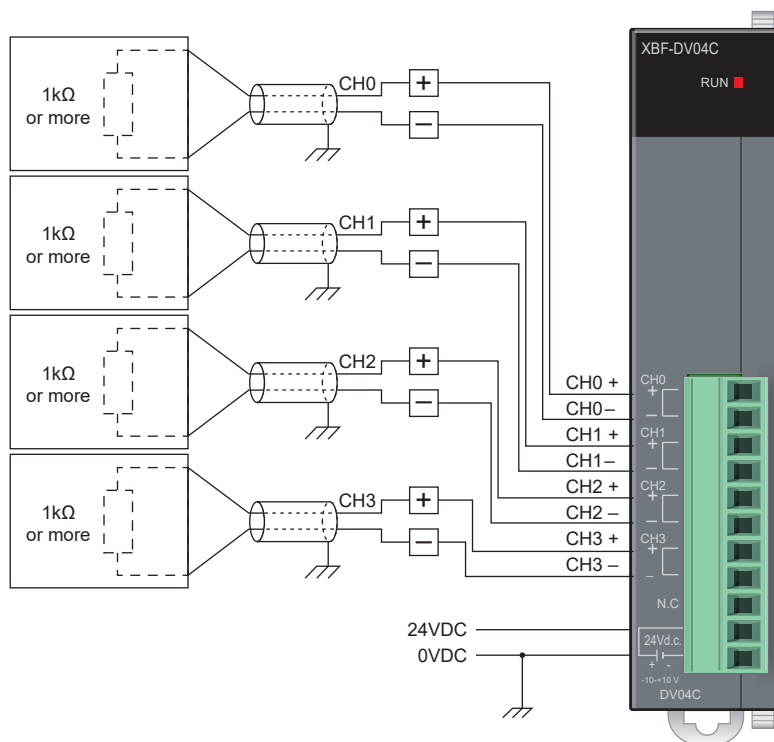 XBF-DV04C
RUN
1kΩ
or more
CH0
+
−
1kΩ
or more
CH1
+
−
1kΩ
or more
CH2
+
−
1kΩ
or more
CH3
+
−
CH0 +
CH0 −
CH1 +
CH1 −
CH2 +
CH2 −
CH3 +
CH3 −
CH0
+
−
CH1
+
−
CH2
+
−
CH3
+
−
N.C
24VDC
0VDC
24Vd.c.
+ -
-10-+10 V
DV04C